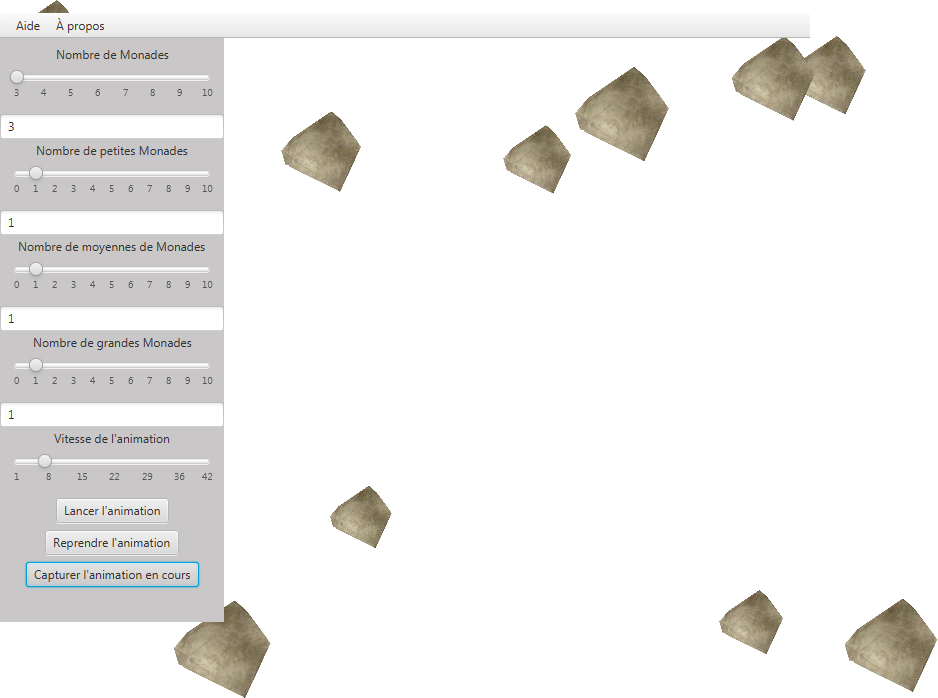 Aide À propos
Nombre de Monades
3 4 5 6 7 8 9 10
3
Nombre de petites Monades
0 1 2 3 4 5 6 7 8 9 10
1
Nombre de moyennes de Monades
0 1 2 3 4 5 6 7 8 9 10
1
Nombre de grandes Monades
0 1 2 3 4 5 6 7 8 9 10
1
Vitesse de l'animation
1 8 15 22 29 36 42
Lancer l'animation
Reprendre l'animation
Capturer l'animation en cours